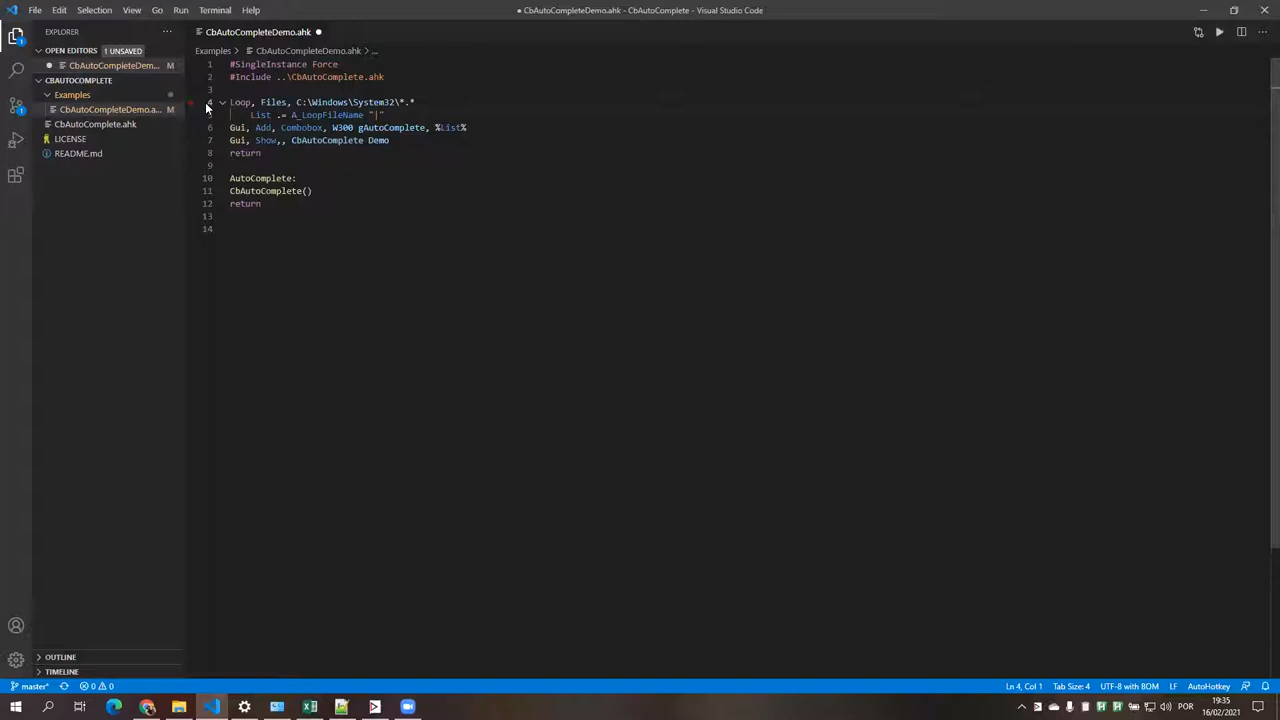 File Edit Selection View Go Run Terminal Help
● CbAutoCompleteDemo.ahk - CbAutoComplete - Visual Studio Code
EXPLORER ···
CbAutoCompleteDemo.ahk ●
OPEN EDITORS 1 UNSAVED
● CbAutoCompleteDem... M
CBAUTOCOMPLETE
Examples
CbAutoCompleteDemo.a... M
CbAutoComplete.ahk
LICENSE
README.md
Examples > CbAutoCompleteDemo.ahk > ...
1 #SingleInstance Force
2 #Include ..\CbAutoComplete.ahk
3
4 Loop, Files, C:\Windows\System32\*.*
5 List .= A_LoopFileName "|"
6 Gui, Add, Combobox, W300 gAutoComplete, %List%
7 Gui, Show,, CbAutoComplete Demo
8 return
9
10 AutoComplete:
11 CbAutoComplete()
12 return
13
14
OUTLINE
TIMELINE
master* 0 0
Ln 4, Col 1 Tab Size: 4 UTF-8 with BOM LF AutoHotkey
POR 19:35
16/02/2021